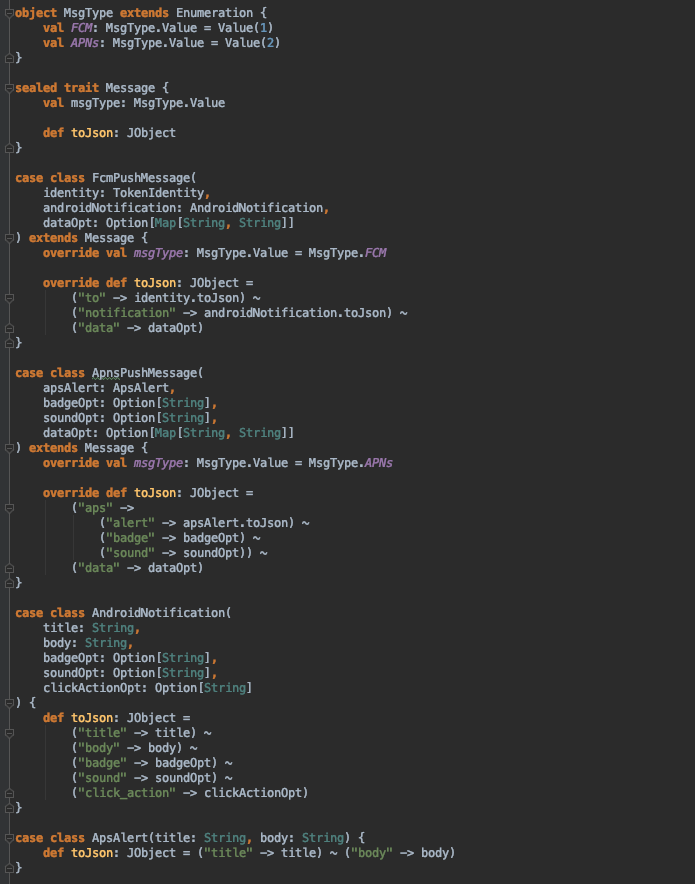 object MsgType extends Enumeration {
    val FCM: MsgType.Value = Value(1)
    val APNs: MsgType.Value = Value(2)
}

sealed trait Message {
    val msgType: MsgType.Value

    def toJson: JObject
}

case class FcmPushMessage(
    identity: TokenIdentity,
    androidNotification: AndroidNotification,
    dataOpt: Option[Map[String, String]]
) extends Message {
    override val msgType: MsgType.Value = MsgType.FCM

    override def toJson: JObject =
        ("to" -> identity.toJson) ~
        ("notification" -> androidNotification.toJson) ~
        ("data" -> dataOpt)
}

case class ApnsPushMessage(
    apsAlert: ApsAlert,
    badgeOpt: Option[String],
    soundOpt: Option[String],
    dataOpt: Option[Map[String, String]]
) extends Message {
    override val msgType: MsgType.Value = MsgType.APNs

    override def toJson: JObject =
        ("aps" ->
            ("alert" -> apsAlert.toJson) ~
            ("badge" -> badgeOpt) ~
            ("sound" -> soundOpt)) ~
        ("data" -> dataOpt)
}

case class AndroidNotification(
    title: String,
    body: String,
    badgeOpt: Option[String],
    soundOpt: Option[String],
    clickActionOpt: Option[String]
) {
    def toJson: JObject =
        ("title" -> title) ~
        ("body" -> body) ~
        ("badge" -> badgeOpt) ~
        ("sound" -> soundOpt) ~
        ("click_action" -> clickActionOpt)
}

case class ApsAlert(title: String, body: String) {
    def toJson: JObject = ("title" -> title) ~ ("body" -> body)
}